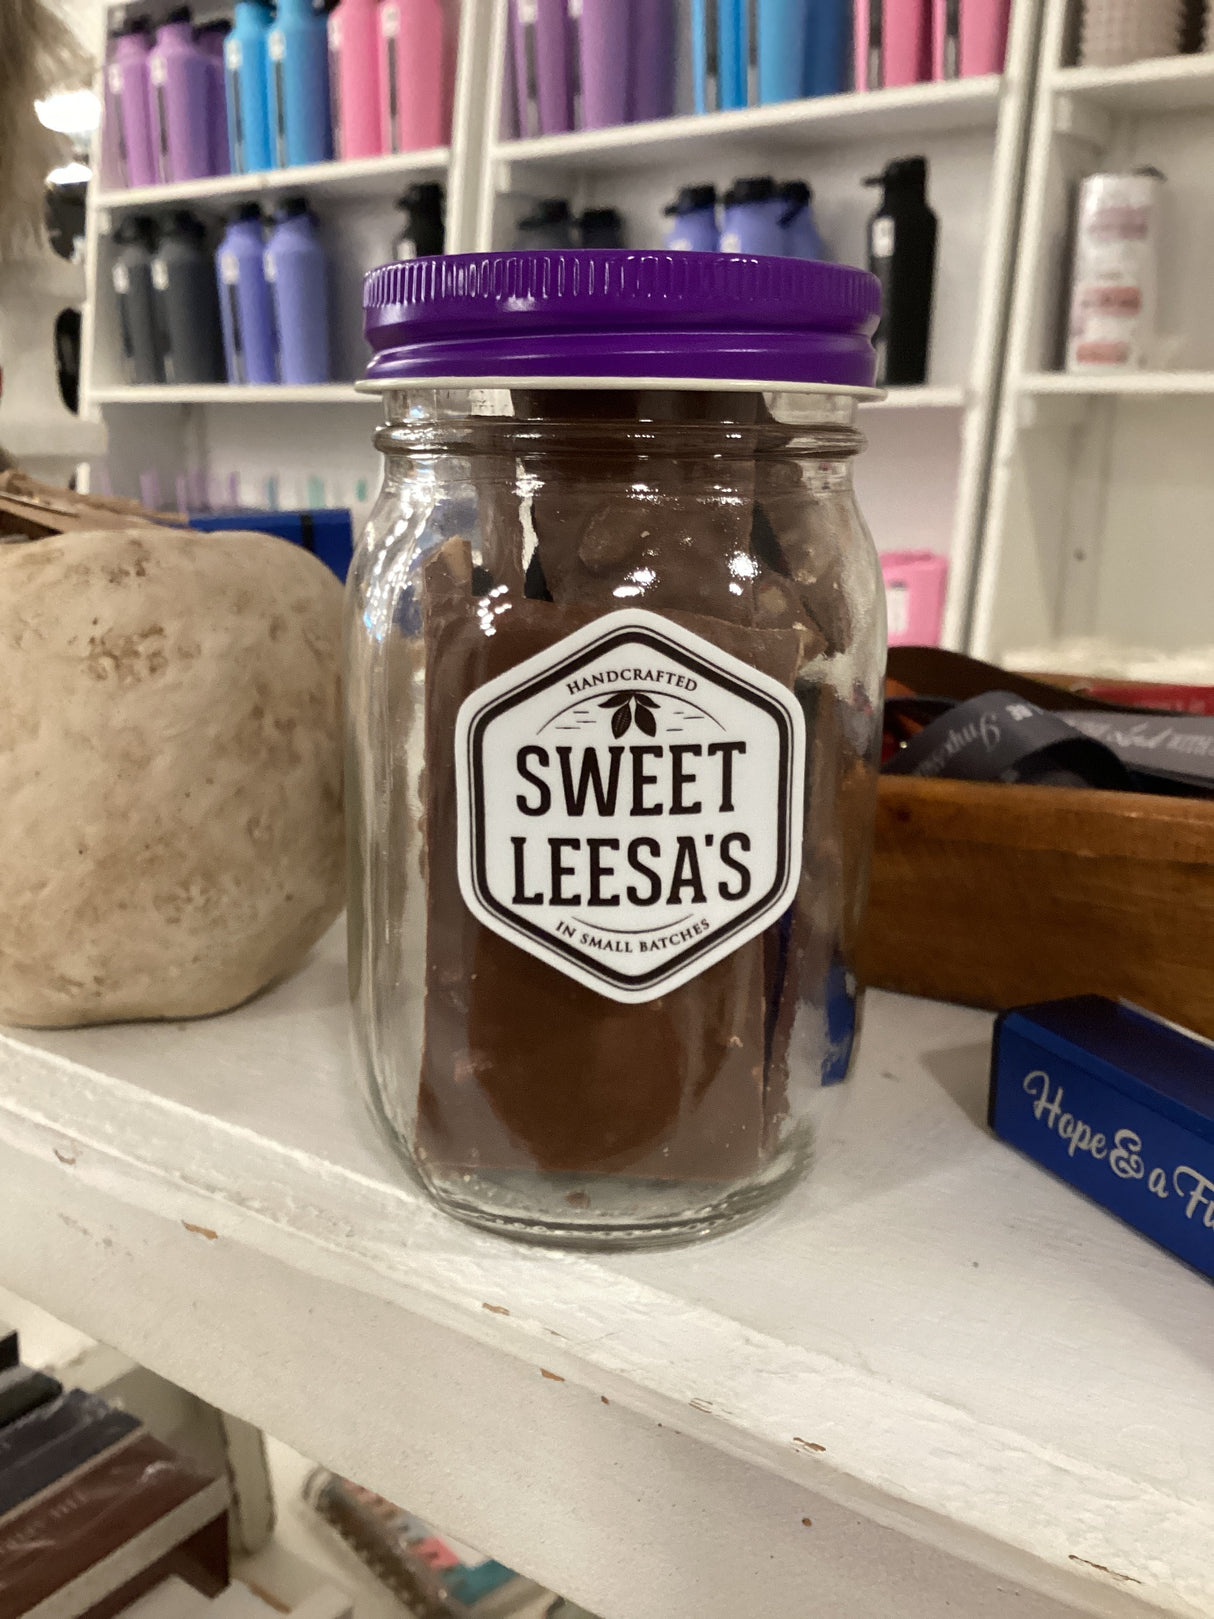 HANDCRAFTED
SWEET
LEESA'S
IN SMALL BATCHES
Hope & a